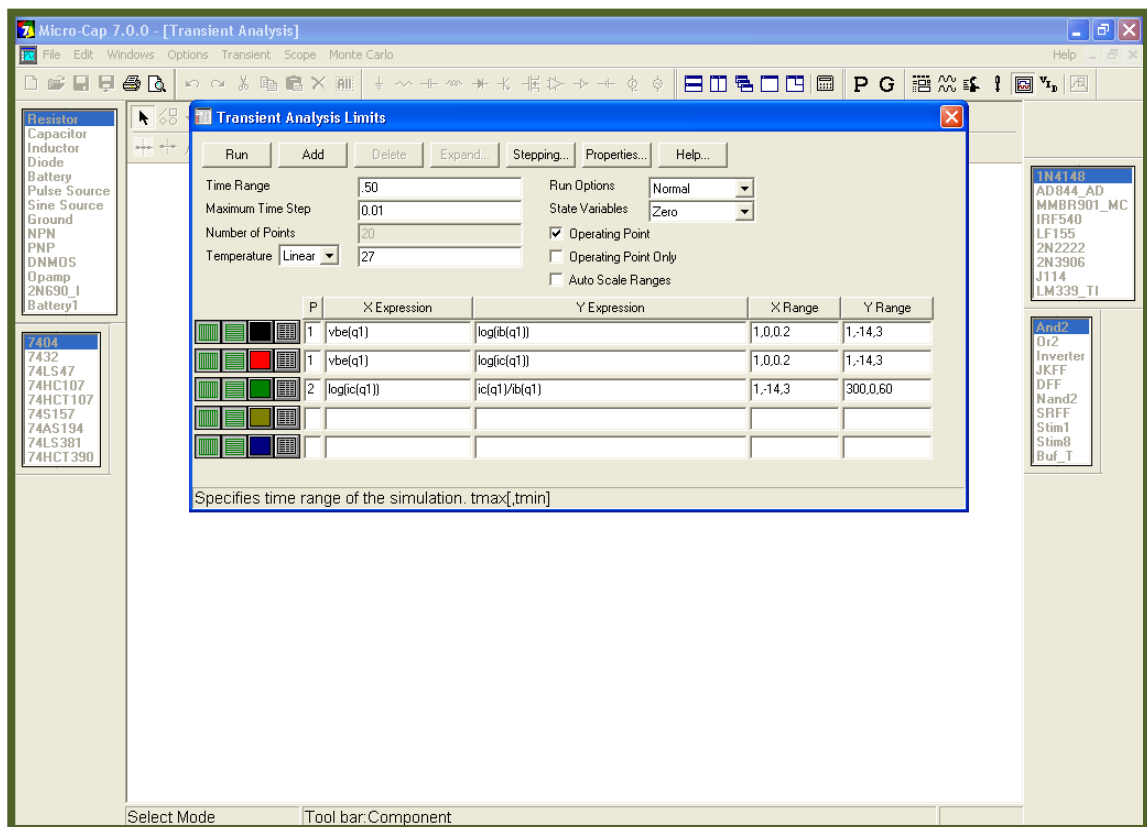 Micro-Cap 7.0.0 - [Transient Analysis]
File Edit Windows Options Transient Scope Monte Carlo Help
P G
Resistor
Capacitor
Inductor
Diode
Battery
Pulse Source
Sine Source
Ground
NPN
PNP
DNMOS
Opamp
2N690_I
Battery1
7404
7432
74LS47
74HC107
74HCT107
74S157
74AS194
74LS381
74HCT390
Transient Analysis Limits
Run Add Delete Expand... Stepping... Properties... Help...
Time Range .50 Run Options Normal
Maximum Time Step 0.01 State Variables Zero
Number of Points 20 Operating Point
Temperature Linear 27 Operating Point Only
Auto Scale Ranges
P X Expression Y Expression X Range Y Range
1 vbe(q1) log(ib(q1)) 1,0,0.2 1,-14,3
1 vbe(q1) log(ic(q1)) 1,0,0.2 1,-14,3
2 log(ic(q1)) ic(q1)/ib(q1) 1,-14,3 300,0,60
Specifies time range of the simulation. tmax[,tmin]
1N4148
AD844_AD
MMBR901_MC
IRF540
LF155
2N2222
2N3906
J114
LM339_TI
And2
Or2
Inverter
JKFF
DFF
Nand2
SRFF
Stim1
Stim8
Buf_T
Select Mode Tool bar:Component